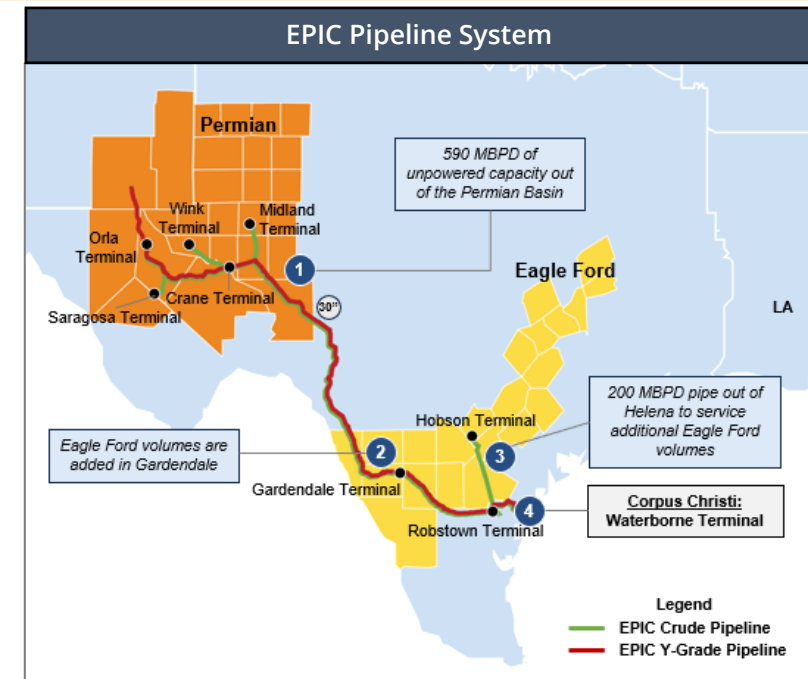 EPIC Pipeline System
Permian
590 MBPD of
unpowered capacity out
of the Permian Basin
Wink
Terminal
Midland
Terminal
Orla
Terminal
1
Crane Terminal
Saragosa Terminal
30"
Eagle Ford
LA
200 MBPD pipe out of
Helena to service
additional Eagle Ford
volumes
Hobson Terminal
Eagle Ford volumes are
added in Gardendale
2
3
Gardendale Terminal
4
Corpus Christi:
Waterborne Terminal
Robstown Terminal
Legend
EPIC Crude Pipeline
EPIC Y-Grade Pipeline